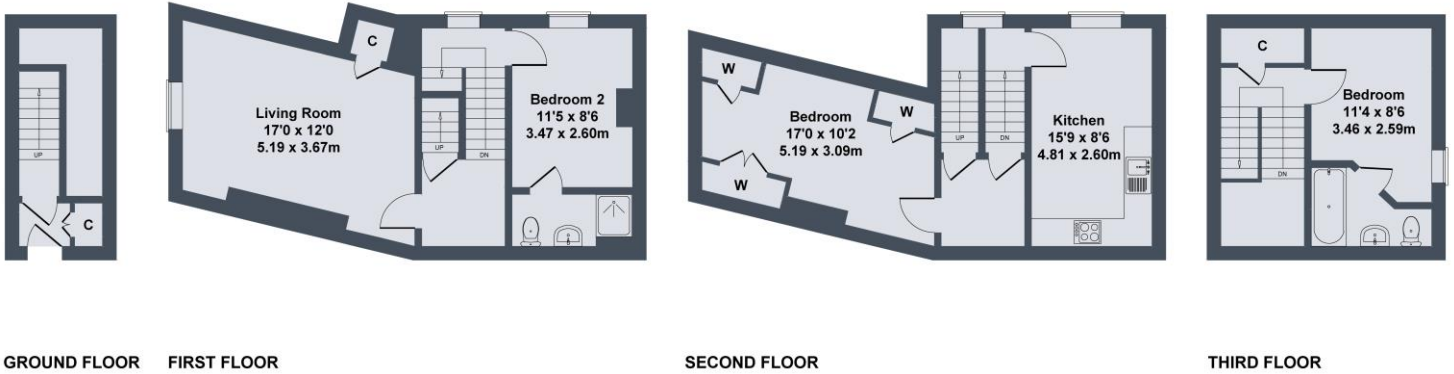 C
UP
GROUND FLOOR
C
Living Room
17'0 x 12'0
5.19 x 3.67m
UP
DN
Bedroom 2
11'5 x 8'6
3.47 x 2.60m
FIRST FLOOR
W
W
W
Bedroom
17'0 x 10'2
5.19 x 3.09m
UP
DN
Kitchen
15'9 x 8'6
4.81 x 2.60m
SECOND FLOOR
C
Bedroom
11'4 x 8'6
3.46 x 2.59m
DN
THIRD FLOOR